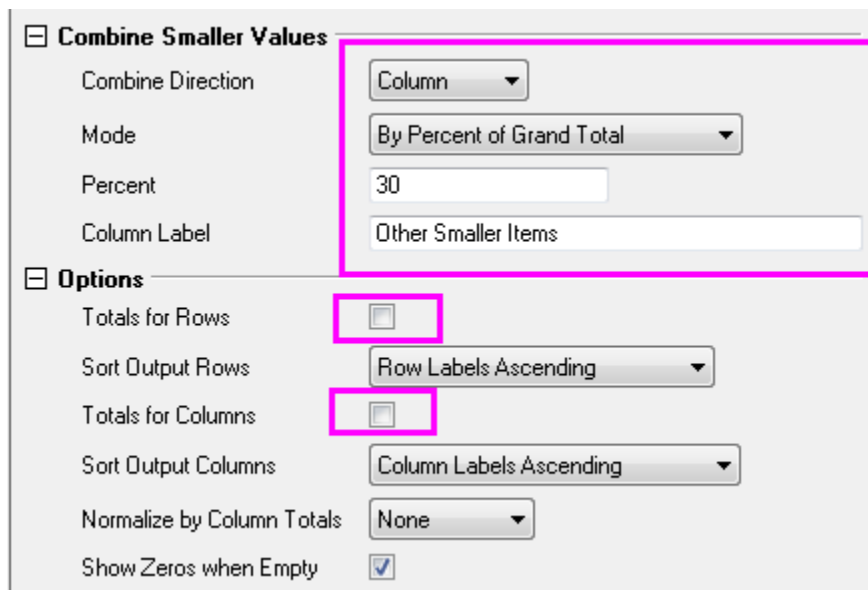 Combine Smaller Values
Combine Direction Column
Mode By Percent of Grand Total
Percent 30
Column Label Other Smaller Items
Options
Totals for Rows
Sort Output Rows Row Labels Ascending
Totals for Columns
Sort Output Columns Column Labels Ascending
Normalize by Column Totals None
Show Zeros when Empty